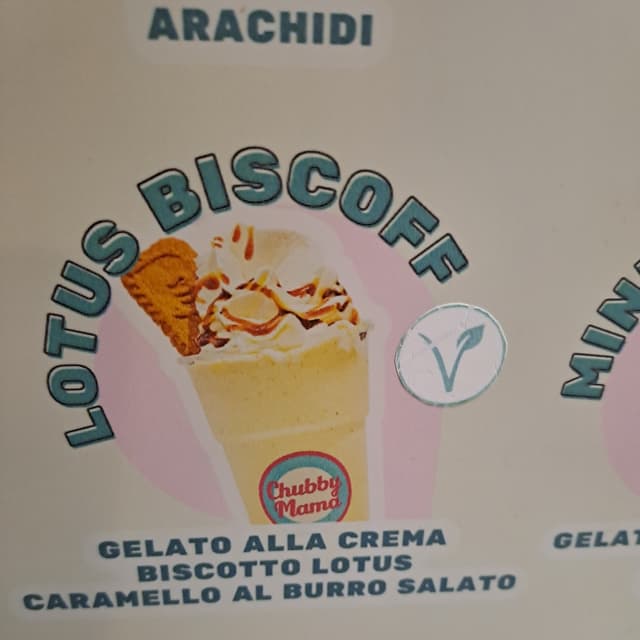 ARACHIDI
LOTUS BISCOFF
V
Chubby
Mama
GELATO ALLA CREMA
BISCOTTO LOTUS
CARAMELLO AL BURRO SALATO